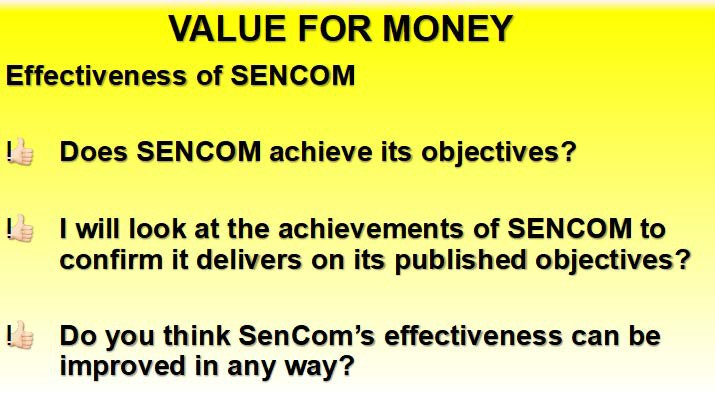 VALUE FOR MONEY
Effectiveness of SENCOM
Does SENCOM achieve its objectives?
I will look at the achievements of SENCOM to
confirm it delivers on its published objectives?
Do you think SenCom’s effectiveness can be
improved in any way?